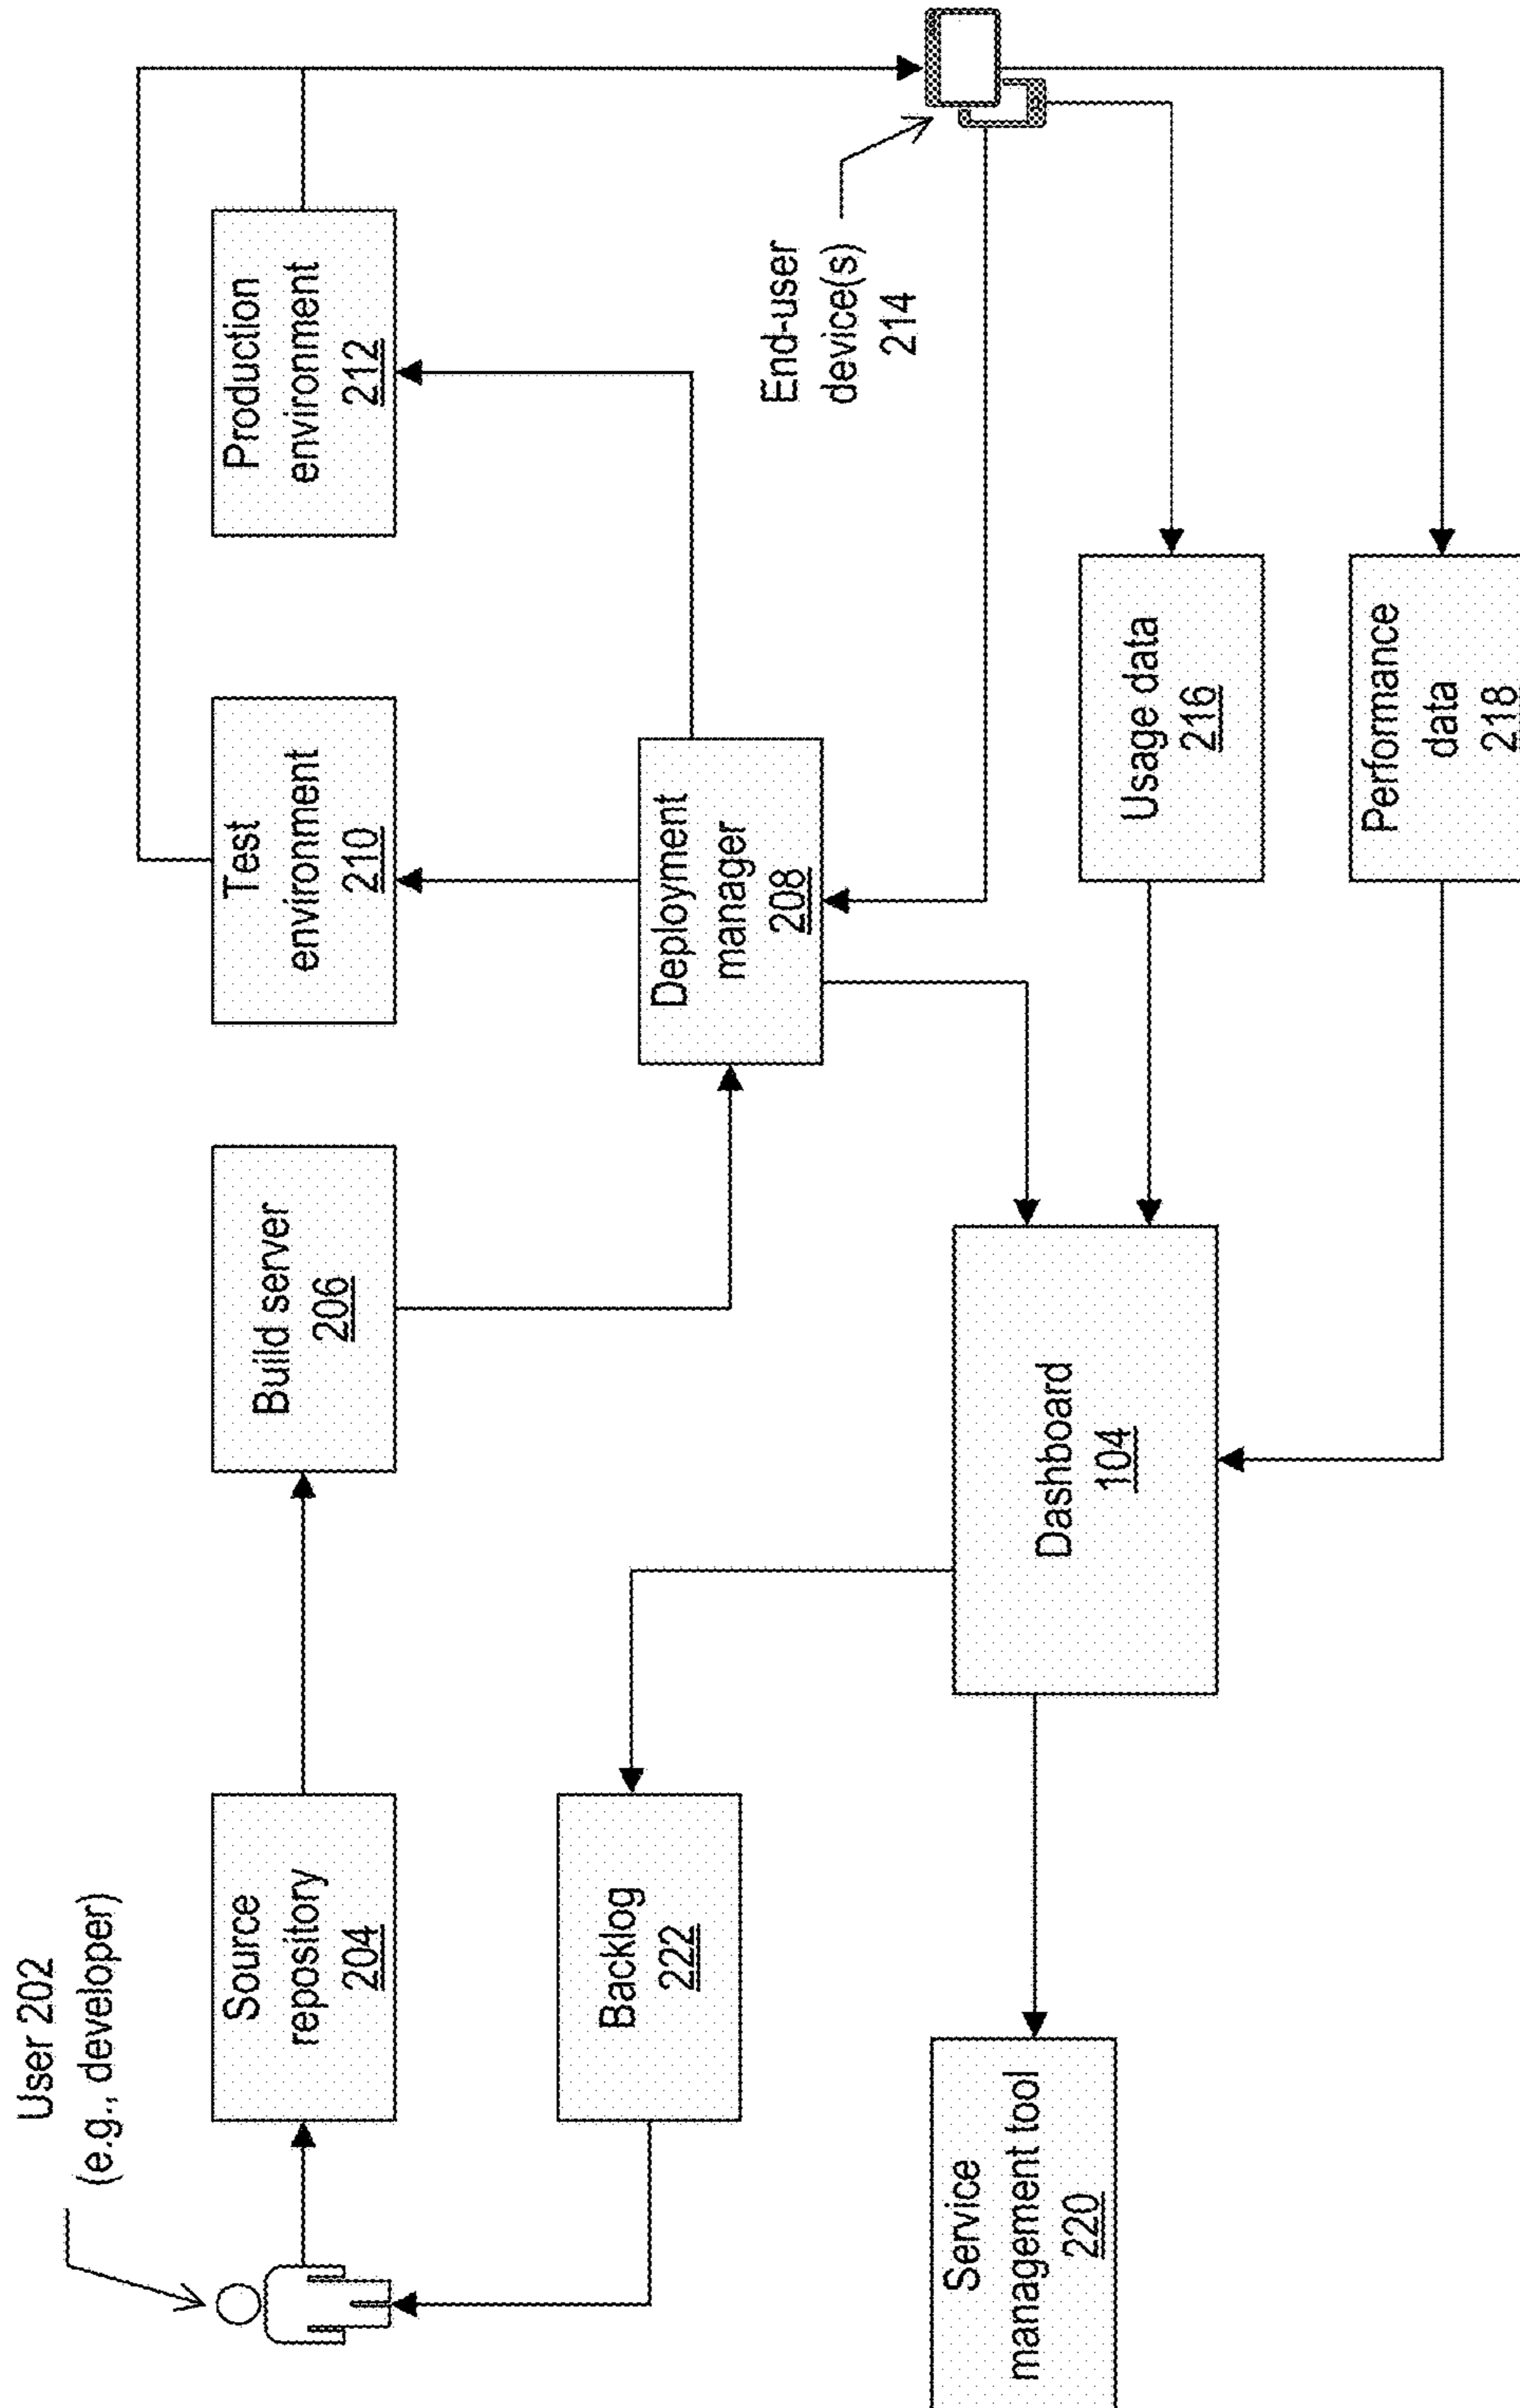 User 202
(e.g., developer)
Source
repository
204
Build server
206
Test
environment
210
Production
environment
212
Backlog
222
Deployment
manager
208
End-user
device(s)
214
Service
management tool
220
Dashboard
104
Usage data
216
Performance
data
218